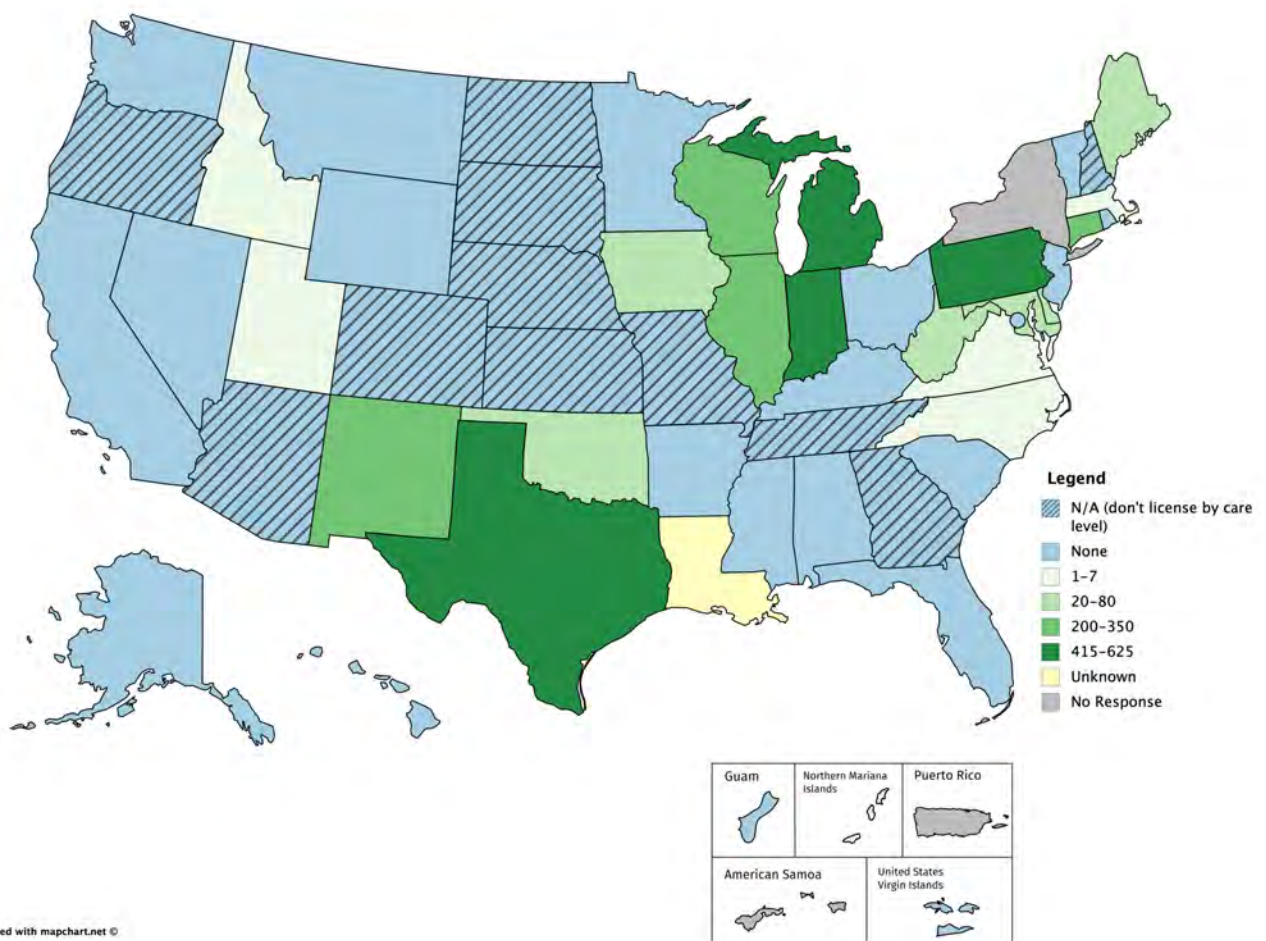 Legend
N/A (don't license by care
level)
None
1-7
20-80
200-350
415-625
Unknown
No Response
Guam
Northern Mariana
Islands
Puerto Rico
American Samoa
United States
Virgin Islands
ed with mapchart.net ©